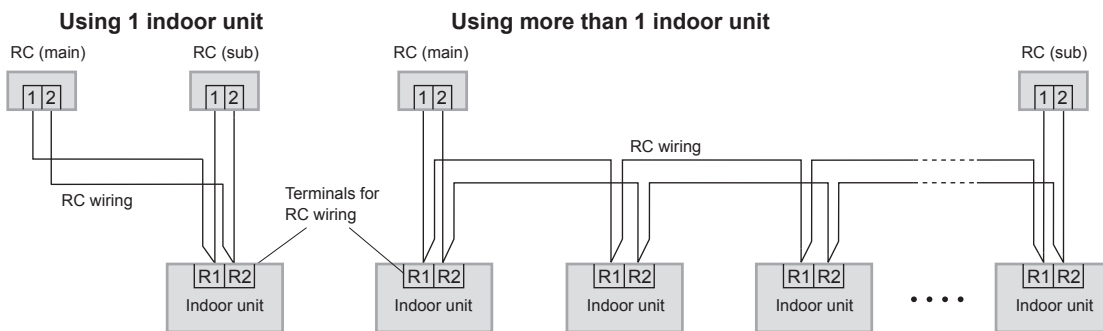 Using 1 indoor unit
Using more than 1 indoor unit
RC (main)
RC (sub)
RC (main)
RC (sub)
1 2
1 2
1 2
1 2
RC wiring
RC wiring
Terminals for
RC wiring
R1 R2
R1 R2
R1 R2
R1 R2
R1 R2
Indoor unit
Indoor unit
Indoor unit
Indoor unit
Indoor unit